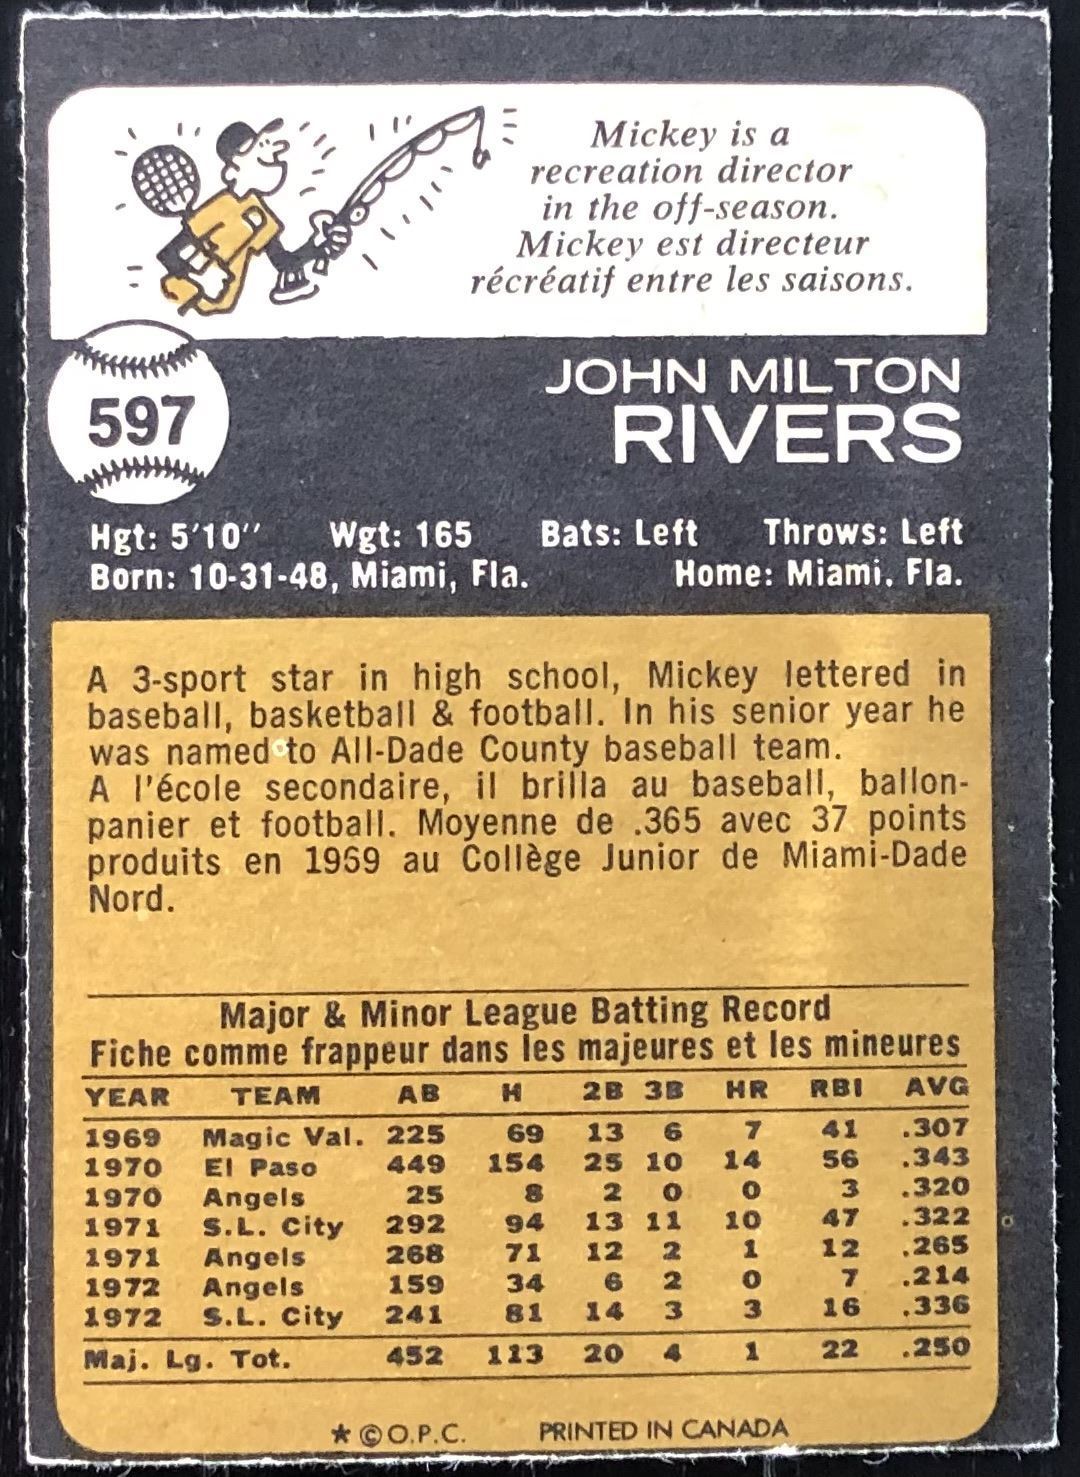 Mickey is a
recreation director
in the off-season.
Mickey est directeur
récréatif entre les saisons.
597
JOHN MILTON
RIVERS
Hgt: 5'10'' Wgt: 165 Bats: Left Throws: Left
Born: 10-31-48, Miami, Fla. Home: Miami, Fla.
A 3-sport star in high school, Mickey lettered in
baseball, basketball & football. In his senior year he
was named to All-Dade County baseball team.
A l'école secondaire, il brilla au baseball, ballon-
panier et football. Moyenne de .365 avec 37 points
produits en 1959 au Collège Junior de Miami-Dade
Nord.
Major & Minor League Batting Record
Fiche comme frappeur dans les majeures et les mineures
YEAR TEAM AB H 2B 3B HR RBI AVG
1969 Magic Val. 225 69 13 6 7 41 .307
1970 El Paso 449 154 25 10 14 56 .343
1970 Angels 25 8 2 0 0 3 .320
1971 S.L. City 292 94 13 11 10 47 .322
1971 Angels 268 71 12 2 1 12 .265
1972 Angels 159 34 6 2 0 7 .214
1972 S.L. City 241 81 14 3 3 16 .336
Maj. Lg. Tot. 452 113 20 4 1 22 .250
★ © O.P.C. PRINTED IN CANADA